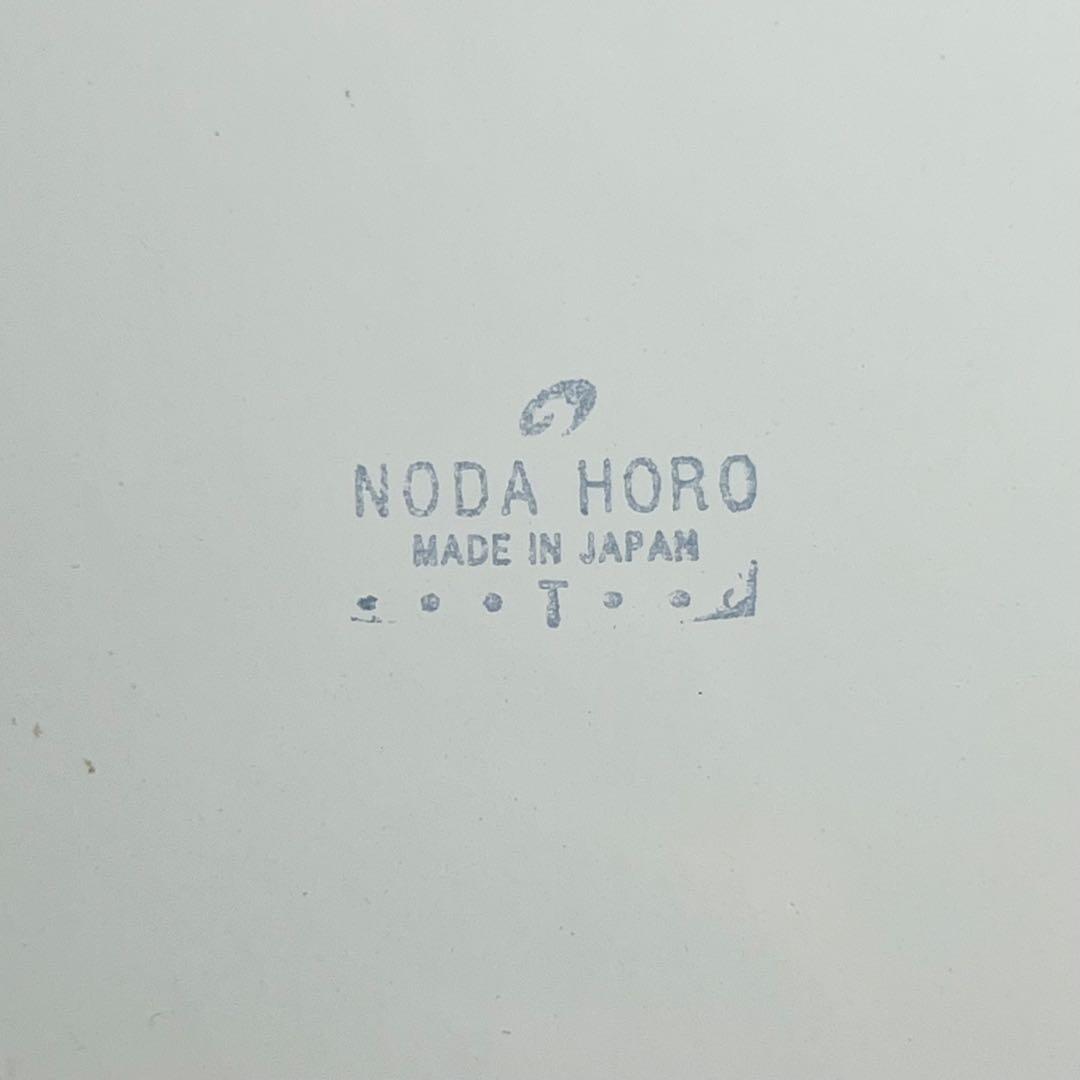 NODA HORO
MADE IN JAPAN
• • • T • • •